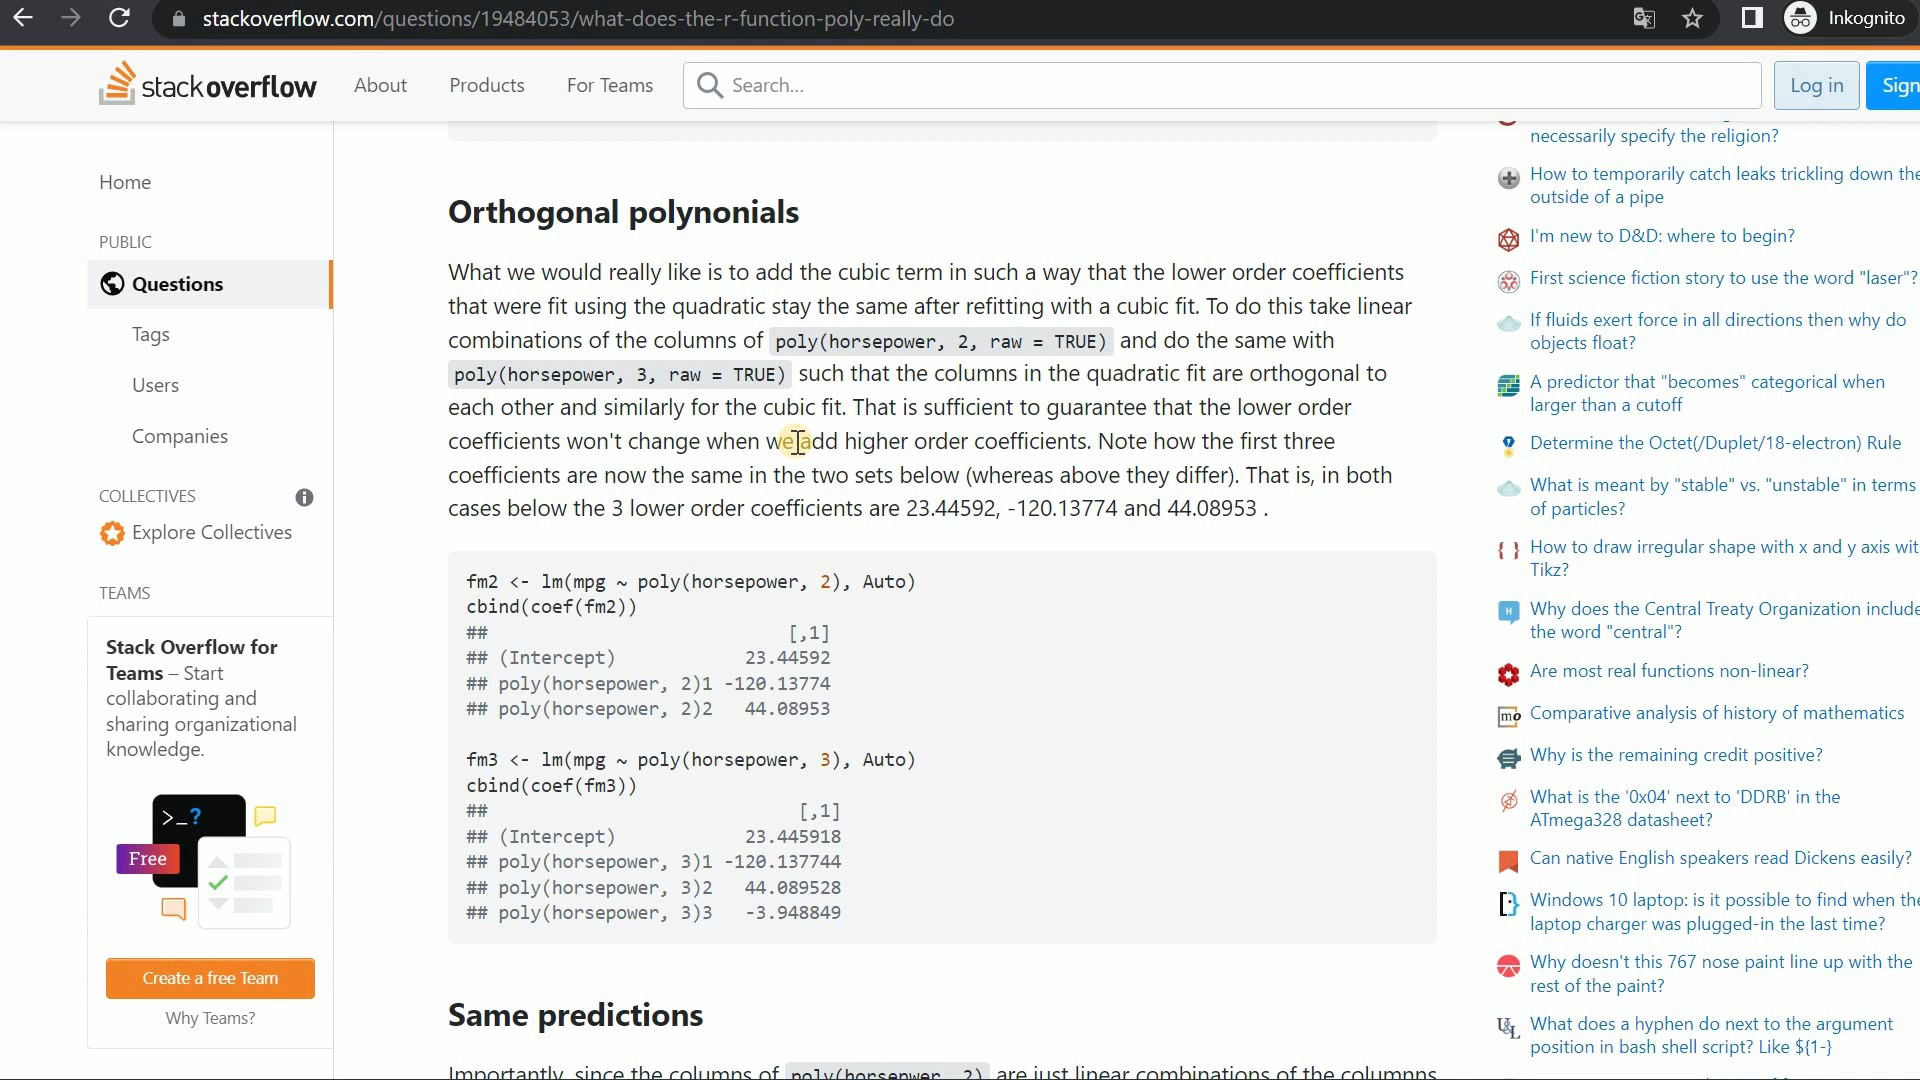 stackoverflow.com/questions/19484053/what-does-the-r-function-poly-really-do
Inkognito
stackoverflow
About
Products
For Teams
Search...
Log in
Sign
Home
PUBLIC
Questions
Tags
Users
Companies
COLLECTIVES
Explore Collectives
TEAMS
Stack Overflow for
Teams – Start
collaborating and
sharing organizational
knowledge.
>_?
Free
Create a free Team
Why Teams?
Orthogonal polynonials
What we would really like is to add the cubic term in such a way that the lower order coefficients
that were fit using the quadratic stay the same after refitting with a cubic fit. To do this take linear
combinations of the columns of poly(horsepower, 2, raw = TRUE) and do the same with
poly(horsepower, 3, raw = TRUE) such that the columns in the quadratic fit are orthogonal to
each other and similarly for the cubic fit. That is sufficient to guarantee that the lower order
coefficients won't change when we add higher order coefficients. Note how the first three
coefficients are now the same in the two sets below (whereas above they differ). That is, in both
cases below the 3 lower order coefficients are 23.44592, -120.13774 and 44.08953 .
fm2 <- lm(mpg ~ poly(horsepower, 2), Auto)
cbind(coef(fm2))
## [,1]
## (Intercept) 23.44592
## poly(horsepower, 2)1 -120.13774
## poly(horsepower, 2)2 44.08953
fm3 <- lm(mpg ~ poly(horsepower, 3), Auto)
cbind(coef(fm3))
## [,1]
## (Intercept) 23.445918
## poly(horsepower, 3)1 -120.137744
## poly(horsepower, 3)2 44.089528
## poly(horsepower, 3)3 -3.948849
Same predictions
Importantly, since the columns of poly(horsepwer, 2) are just linear combinations of the columns
necessarily specify the religion?
How to temporarily catch leaks trickling down the
outside of a pipe
I'm new to D&D: where to begin?
First science fiction story to use the word "laser"?
If fluids exert force in all directions then why do
objects float?
A predictor that "becomes" categorical when
larger than a cutoff
Determine the Octet(/Duplet/18-electron) Rule
What is meant by "stable" vs. "unstable" in terms
of particles?
How to draw irregular shape with x and y axis wit
Tikz?
Why does the Central Treaty Organization include
the word "central"?
Are most real functions non-linear?
Comparative analysis of history of mathematics
Why is the remaining credit positive?
What is the '0x04' next to 'DDRB' in the
ATmega328 datasheet?
Can native English speakers read Dickens easily?
Windows 10 laptop: is it possible to find when the
laptop charger was plugged-in the last time?
Why doesn't this 767 nose paint line up with the
rest of the paint?
What does a hyphen do next to the argument
position in bash shell script? Like ${1-}